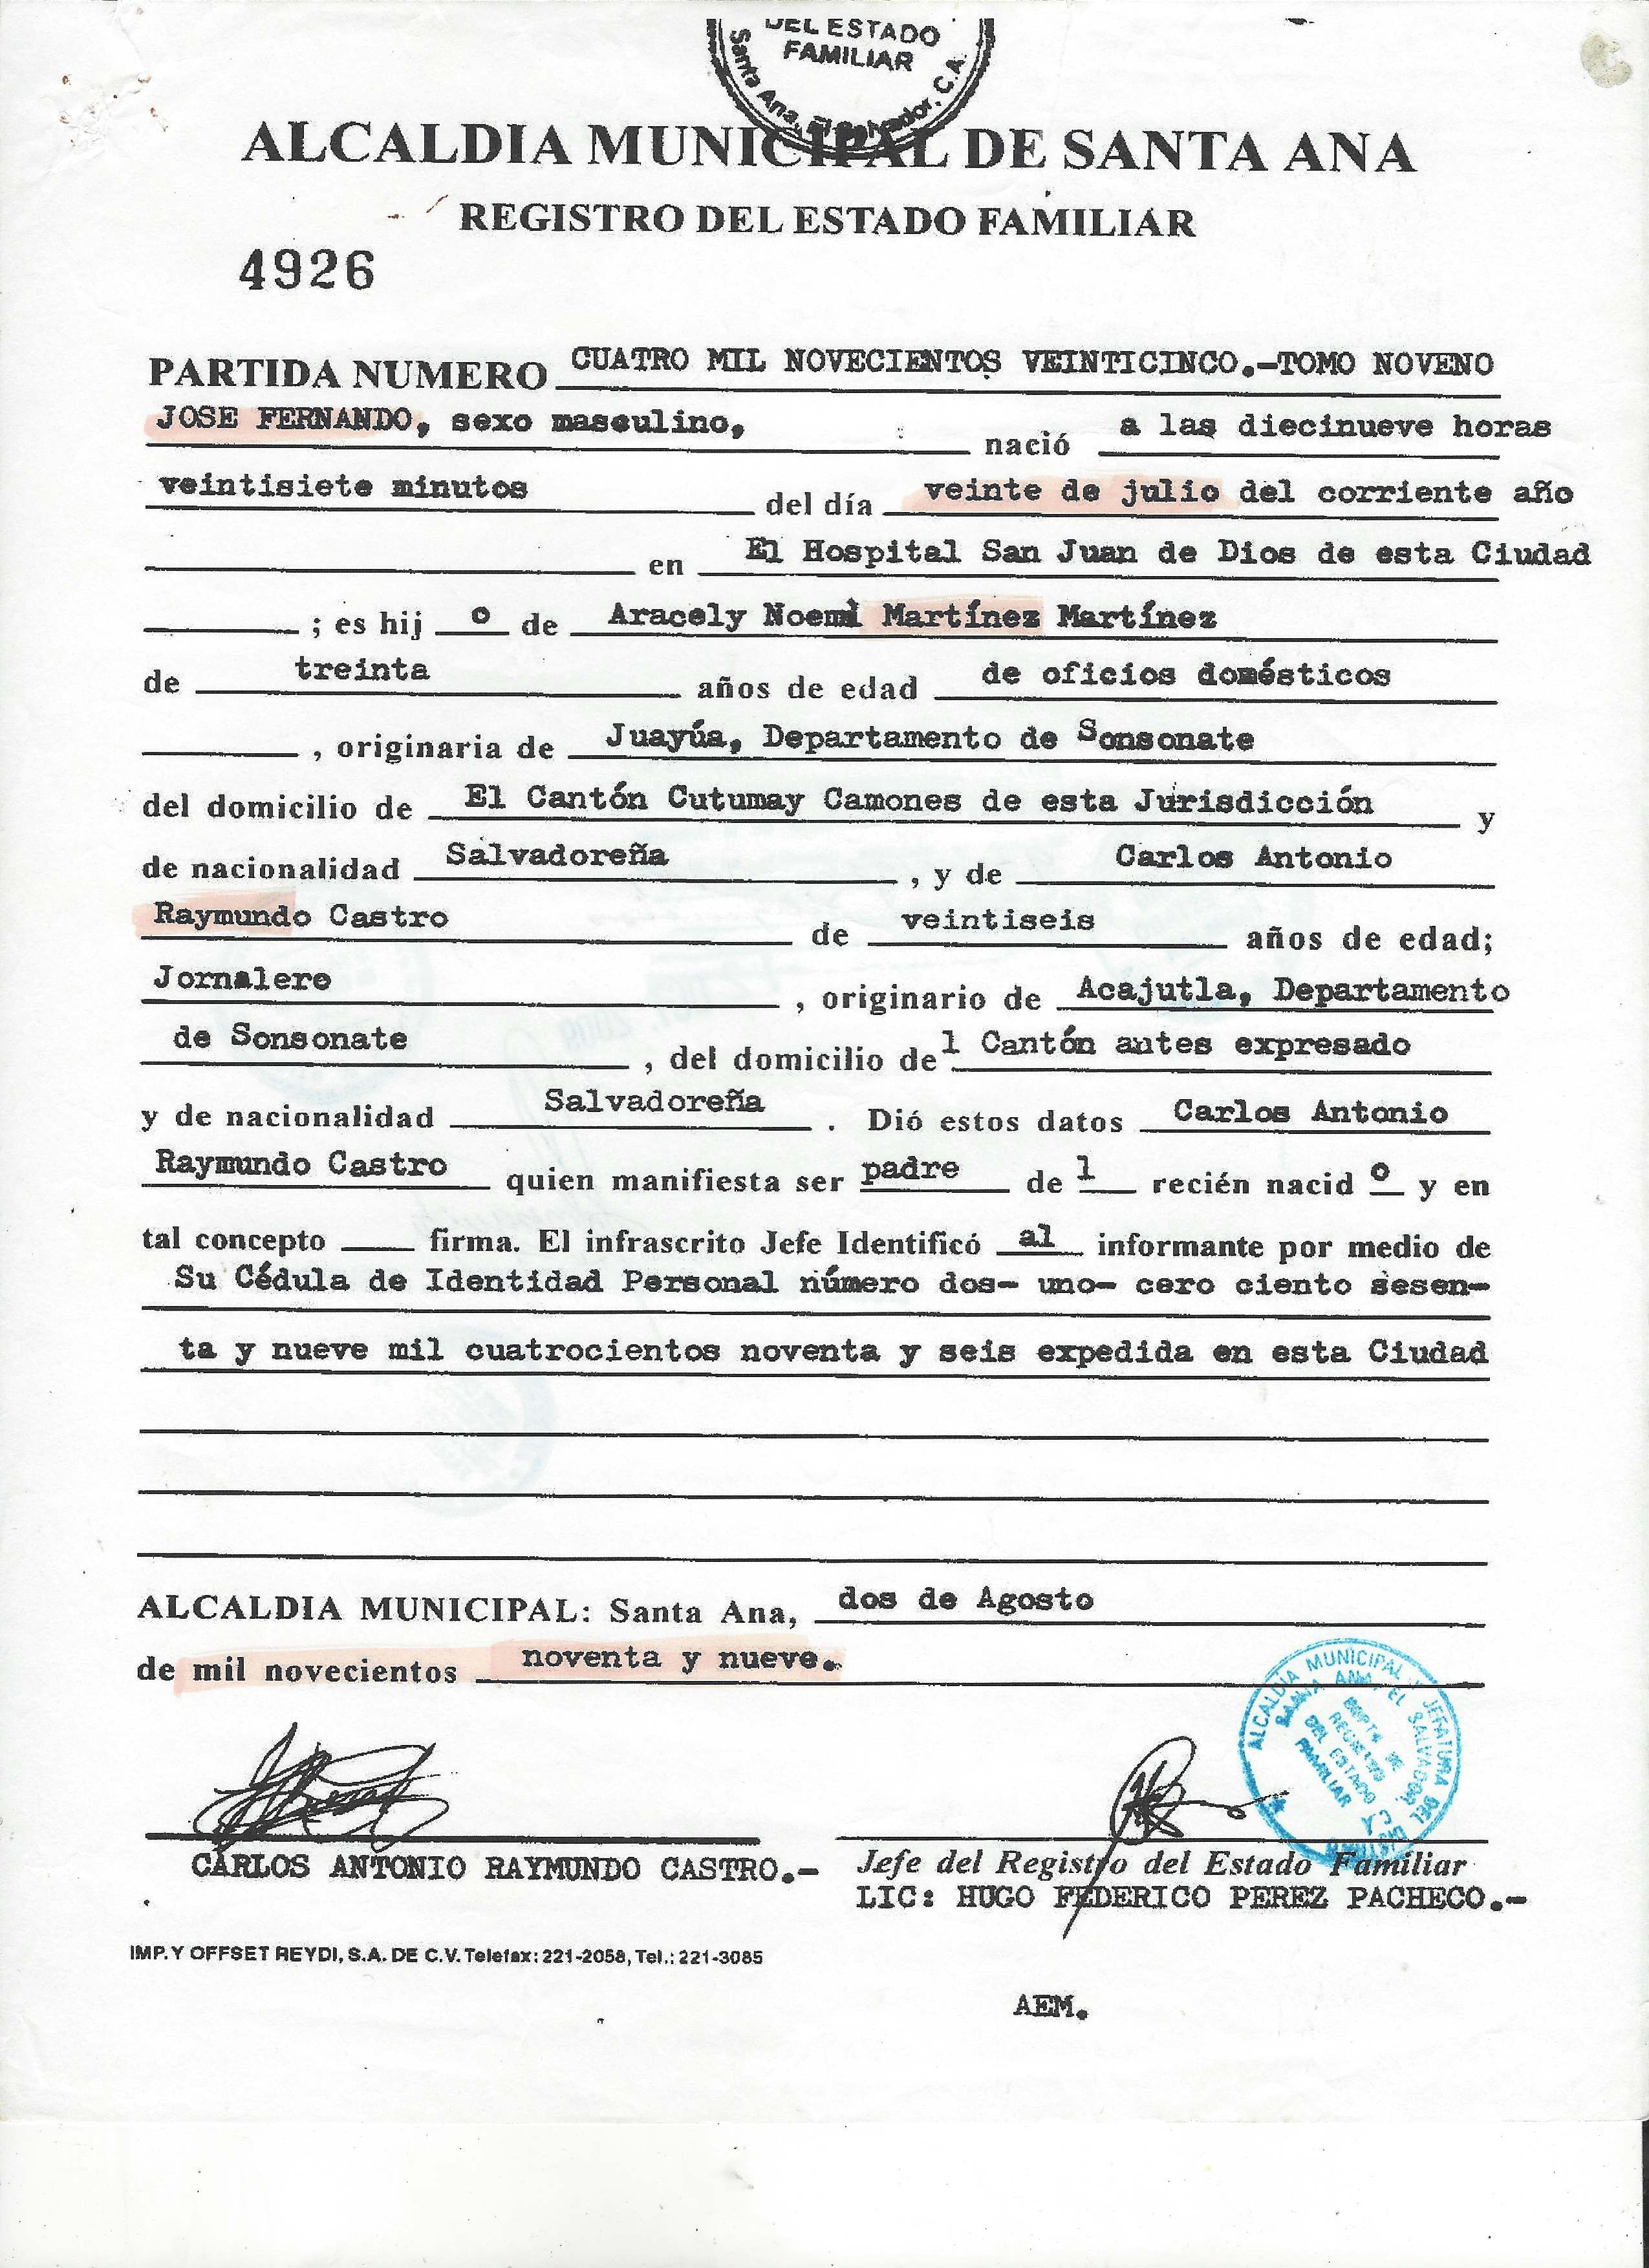 DEL ESTADO
FAMILIAR
Santa Ana, El Salvador, C.A.
ALCALDIA MUNICIPAL DE SANTA ANA
REGISTRO DEL ESTADO FAMILIAR
4926
PARTIDA NUMERO CUATRO MIL NOVECIENTOS VEINTICINCO.-TOMO NOVENO
JOSE FERNANDO, sexo masculino, nació a las diecinueve horas
veintisiete minutos del día veinte de julio del corriente año
en El Hospital San Juan de Dios de esta Ciudad
; es hij o de Aracely Noemi Martínez Martínez
de treinta años de edad de oficios domésticos
, originaria de Juayúa, Departamento de Sonsonate
del domicilio de El Cantón Cutumay Camones de esta Jurisdicción y
de nacionalidad Salvadoreña , y de Carlos Antonio
Raymundo Castro de veintiseis años de edad;
Jornalero , originario de Acajutla, Departamento
de Sonsonate , del domicilio de l Cantón antes expresado
y de nacionalidad Salvadoreña . Dió estos datos Carlos Antonio
Raymundo Castro quien manifiesta ser padre de l recién nacid o y en
tal concepto firma. El infrascrito Jefe Identificó al informante por medio de
Su Cédula de Identidad Personal número dos- uno- cero ciento sesen-
ta y nueve mil cuatrocientos noventa y seis expedida en esta Ciudad
ALCALDIA MUNICIPAL: Santa Ana, dos de Agosto
de mil novecientos noventa y nueve.
ALCALDIA MUNICIPAL Y JEFATURA DEL DISTRITO
SANTA ANA, EL SALVADOR,
DEPTO DE
REGISTRO
DEL ESTADO
FAMILIAR
CARLOS ANTONIO RAYMUNDO CASTRO.-
Jefe del Registro del Estado Familiar
LIC: HUGO FEDERICO PEREZ PACHECO.-
IMP. Y OFFSET REYDI, S.A. DE C.V. Telefax: 221-2058, Tel.: 221-3085
AEM.